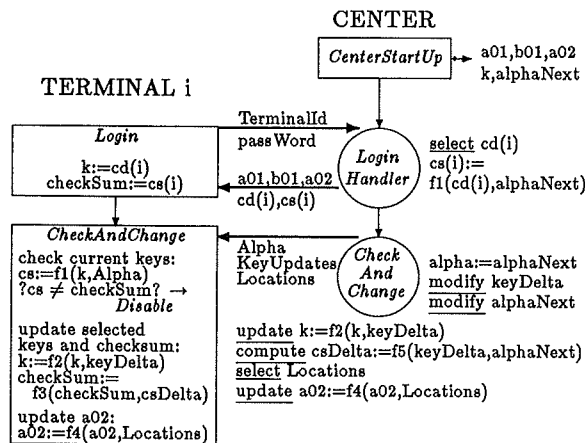 CENTER
CenterStartUp
a01,b01,a02
k,alphaNext
TERMINAL i
Login
k:=cd(i)
checkSum:=cs(i)
TerminalId
passWord
a01,b01,a02
cd(i),cs(i)
Login
Handler
select cd(i)
cs(i):=
f1(cd(i),alphaNext)
CheckAndChange
check current keys:
cs:=f1(k,Alpha)
?cs ≠ checkSum? →
Disable
update selected
keys and checksum:
k:=f2(k,keyDelta)
checkSum:=
f3(checkSum,csDelta)
update a02:
a02:=f4(a02,Locations)
Alpha
KeyUpdates
Locations
Check
And
Change
alpha:=alphaNext
modify keyDelta
modify alphaNext
update k:=f2(k,keyDelta)
compute csDelta:=f5(keyDelta,alphaNext)
select Locations
update a02:=f4(a02,Locations)